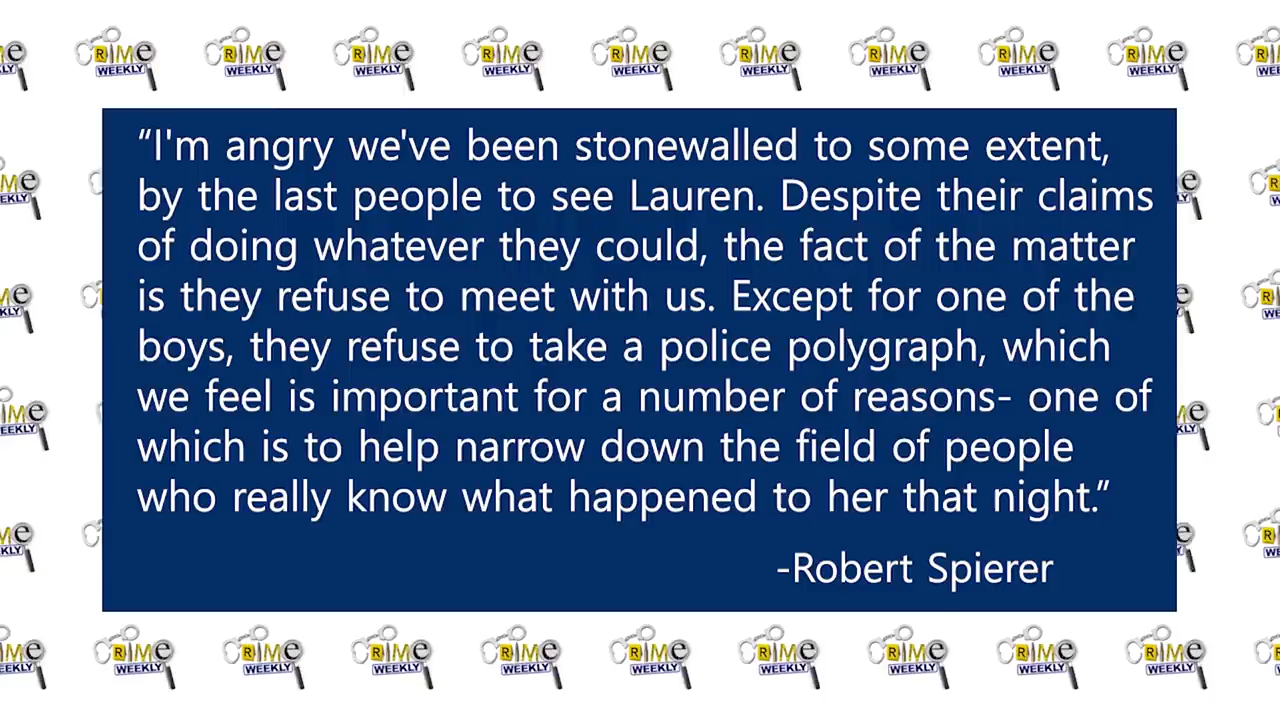 CRIMe WEEKLY
“I'm angry we've been stonewalled to some extent,
by the last people to see Lauren. Despite their claims
of doing whatever they could, the fact of the matter
is they refuse to meet with us. Except for one of the
boys, they refuse to take a police polygraph, which
we feel is important for a number of reasons- one of
which is to help narrow down the field of people
who really know what happened to her that night.”
-Robert Spierer